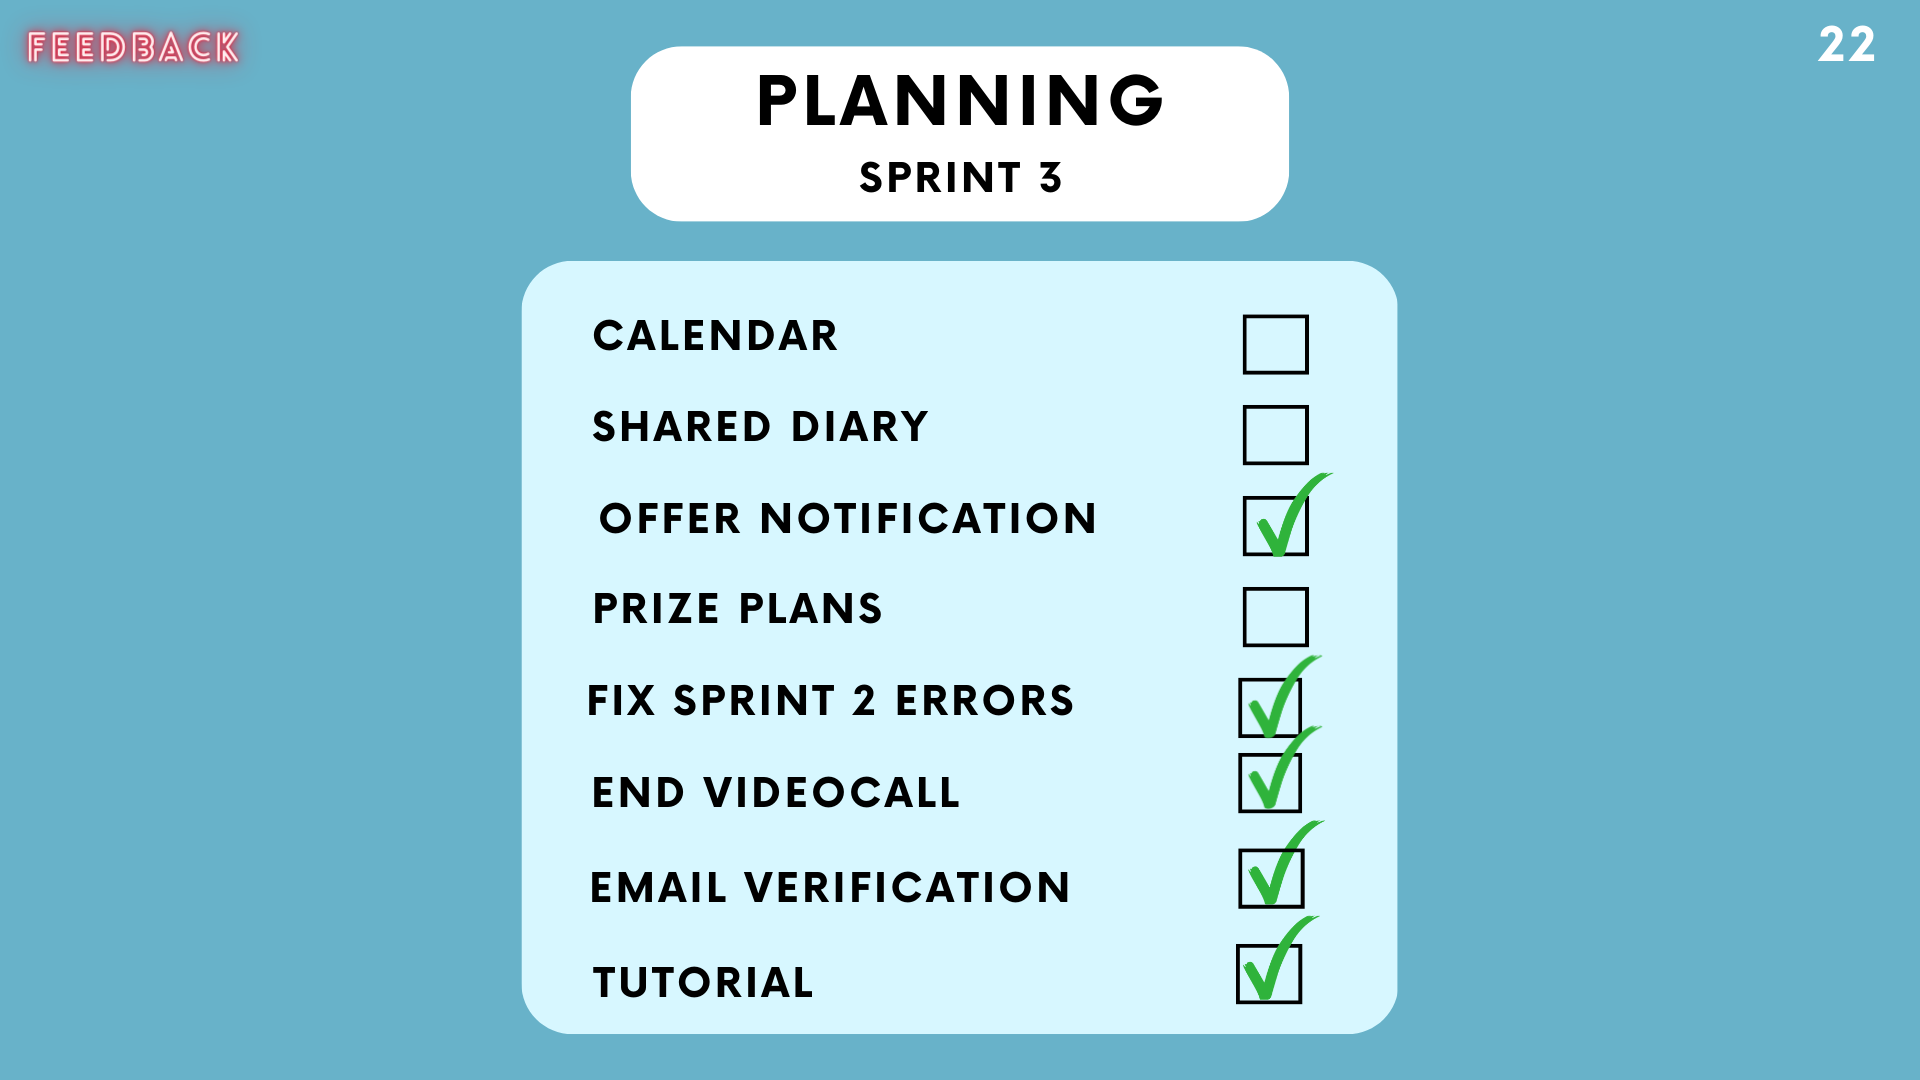 FEEDBACK
22
PLANNING
SPRINT 3
CALENDAR
SHARED DIARY
OFFER NOTIFICATION
PRIZE PLANS
FIX SPRINT 2 ERRORS
END VIDEOCALL
EMAIL VERIFICATION
TUTORIAL